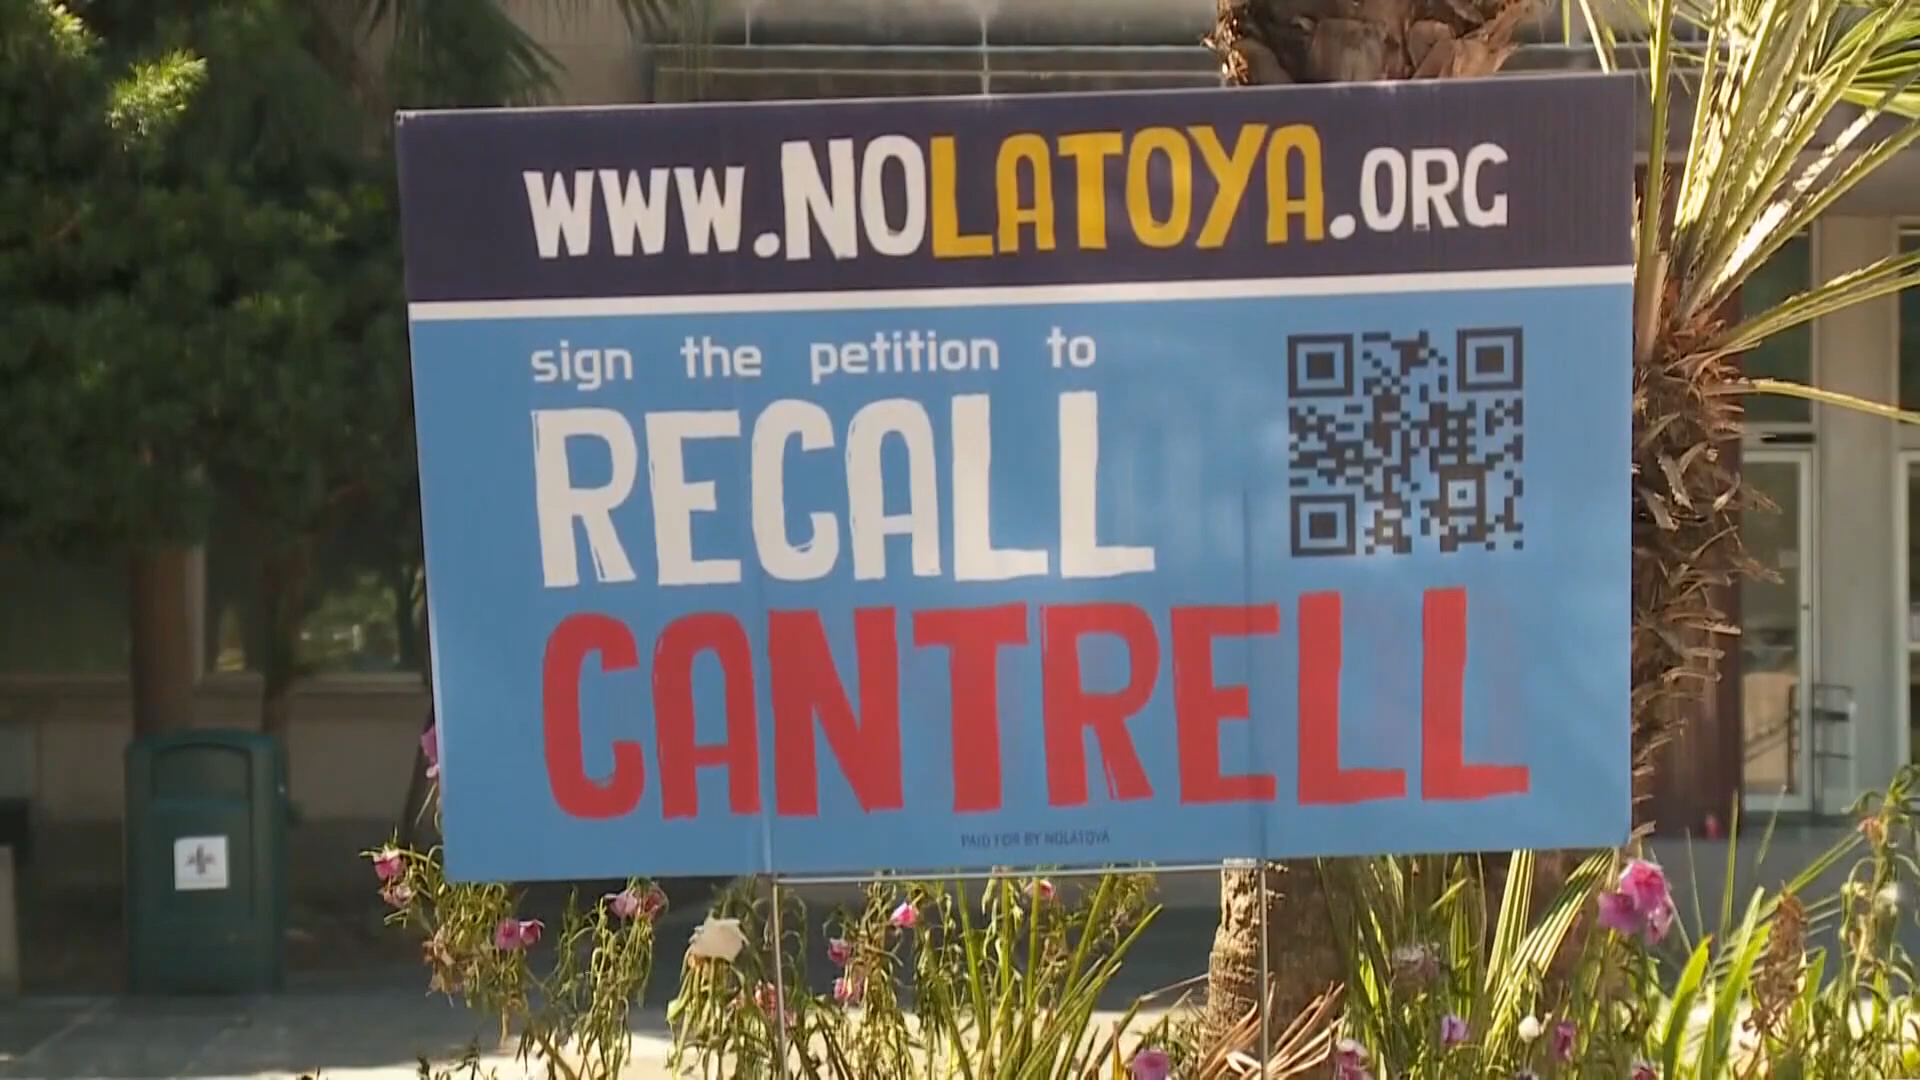 WWW.NOLATOYA.ORG
sign the petition to
RECALL
CANTRELL
PAID FOR BY NOLATOYA